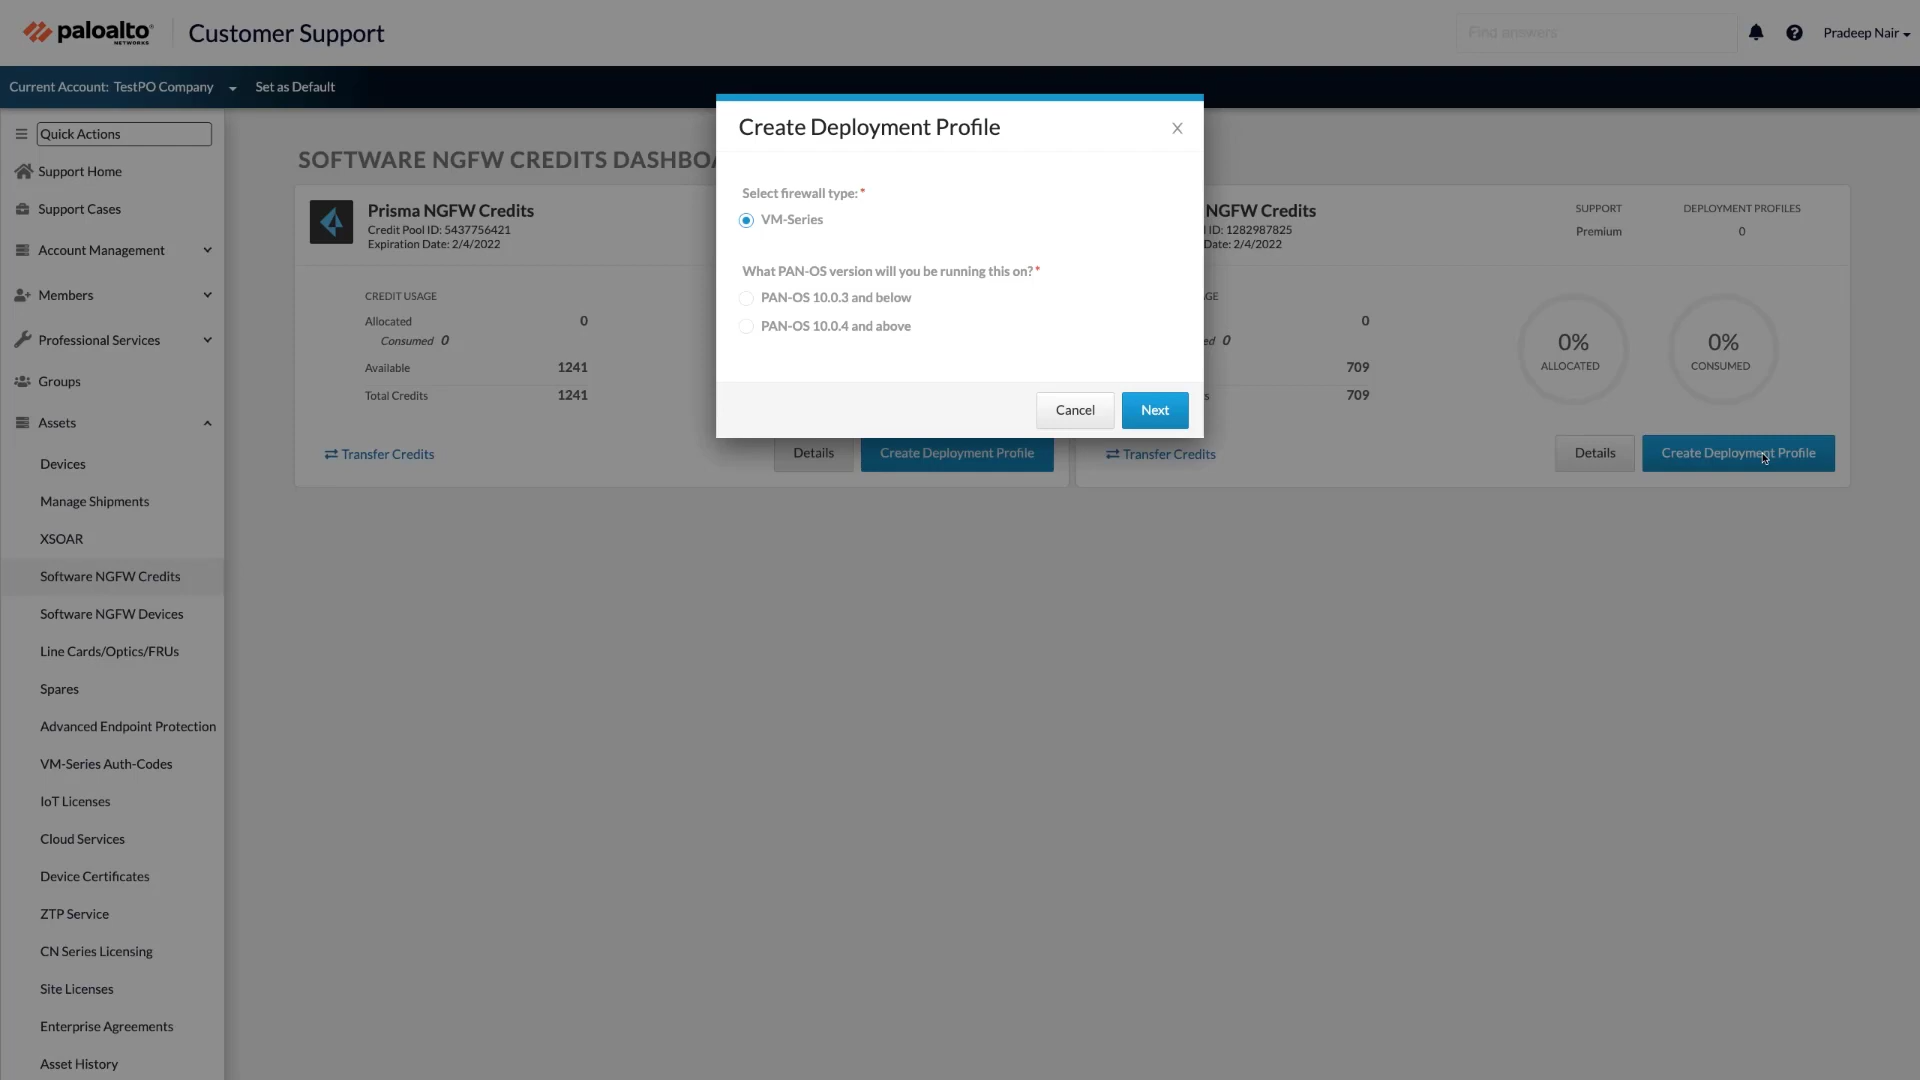 paloalto
NETWORKS
Customer Support
Find answers
Pradeep Nair
Current Account: TestPO Company
Set as Default
Quick Actions
Support Home
Support Cases
Account Management
Members
Professional Services
Groups
Assets
Devices
Manage Shipments
XSOAR
Software NGFW Credits
Software NGFW Devices
Line Cards/Optics/FRUs
Spares
Advanced Endpoint Protection
VM-Series Auth-Codes
IoT Licenses
Cloud Services
Device Certificates
ZTP Service
CN Series Licensing
Site Licenses
Enterprise Agreements
Asset History
SOFTWARE NGFW CREDITS DASHBOA
Prisma NGFW Credits
Credit Pool ID: 5437756421
Expiration Date: 2/4/2022
CREDIT USAGE
Allocated 0
Consumed 0
Available 1241
Total Credits 1241
Transfer Credits
Details
Create Deployment Profile
Create Deployment Profile
Select firewall type:*
VM-Series
What PAN-OS version will you be running this on?*
PAN-OS 10.0.3 and below
PAN-OS 10.0.4 and above
Cancel
Next
NGFW Credits
ID: 1282987825
Date: 2/4/2022
SUPPORT
Premium
DEPLOYMENT PROFILES
0
GE
0
ed 0
709
s 709
0%
ALLOCATED
0%
CONSUMED
Transfer Credits
Details
Create Deployment Profile